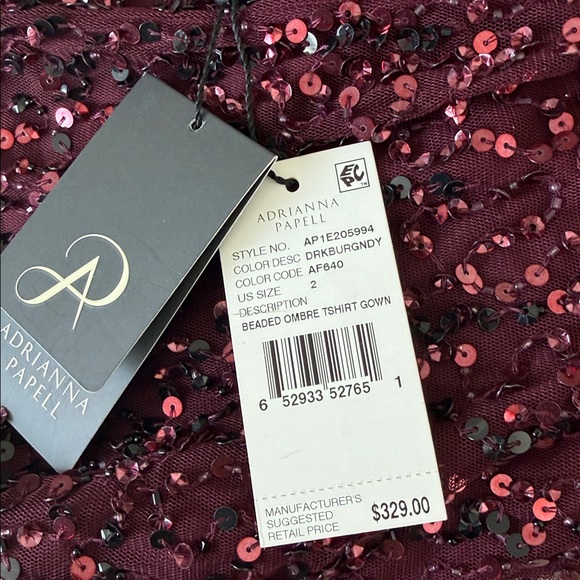 ADRIANNA
PAPELL
EPC™
ADRIANNA
PAPELL
STYLE NO. AP1E205994
COLOR DESC DRKBURGNDY
COLOR CODE AF640
US SIZE 2
DESCRIPTION
BEADED OMBRE TSHIRT GOWN
6 52933 52765 1
MANUFACTURER'S
SUGGESTED
RETAIL PRICE $329.00